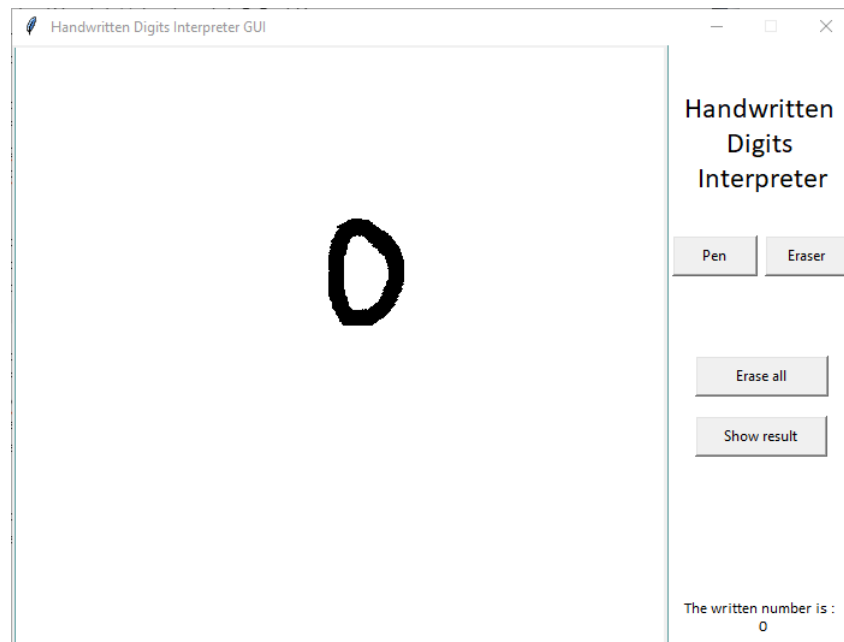 Handwritten Digits Interpreter GUI
Handwritten
Digits
Interpreter
Pen Eraser
0
Erase all
Show result
The written number is :
0